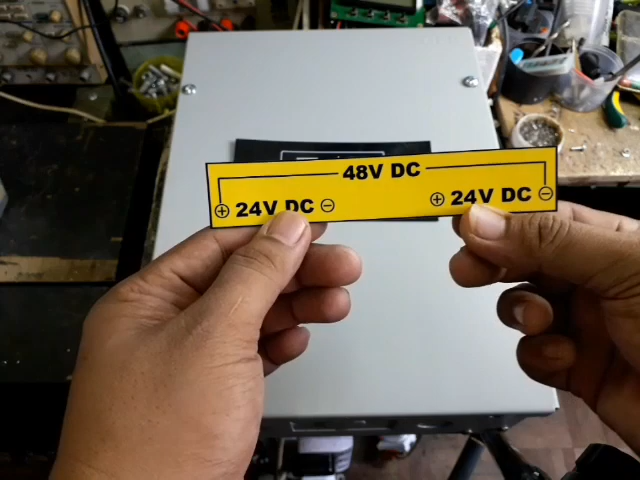 48V DC
⊕ 24V DC ⊖ ⊕ 24V DC ⊖